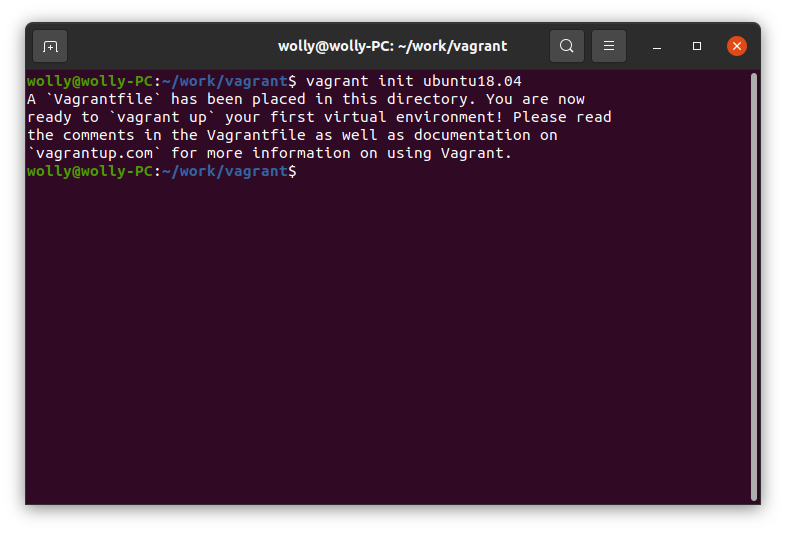 wolly@wolly-PC: ~/work/vagrant
wolly@wolly-PC:~/work/vagrant$ vagrant init ubuntu18.04
A `Vagrantfile` has been placed in this directory. You are now
ready to `vagrant up` your first virtual environment! Please read
the comments in the Vagrantfile as well as documentation on
`vagrantup.com` for more information on using Vagrant.
wolly@wolly-PC:~/work/vagrant$